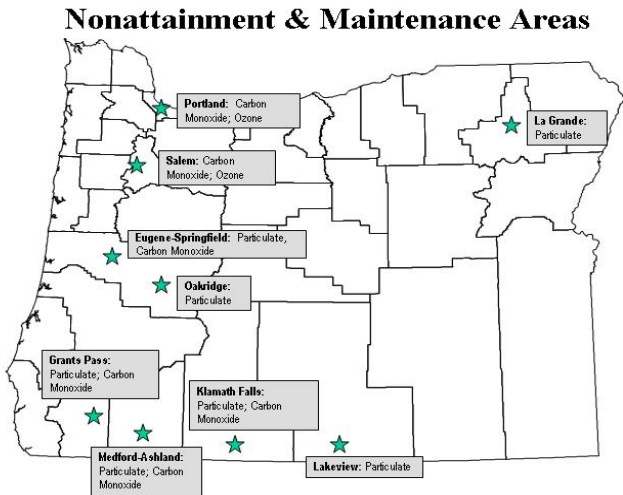 Nonattainment & Maintenance Areas
Portland: Carbon
Monoxide; Ozone
La Grande:
Particulate
Salem: Carbon
Monoxide; Ozone
Eugene-Springfield: Particulate,
Carbon Monoxide
Oakridge:
Particulate
Grants Pass:
Particulate; Carbon
Monoxide
Klamath Falls:
Particulate; Carbon
Monoxide
Medford-Ashland:
Particulate; Carbon
Monoxide
Lakeview: Particulate